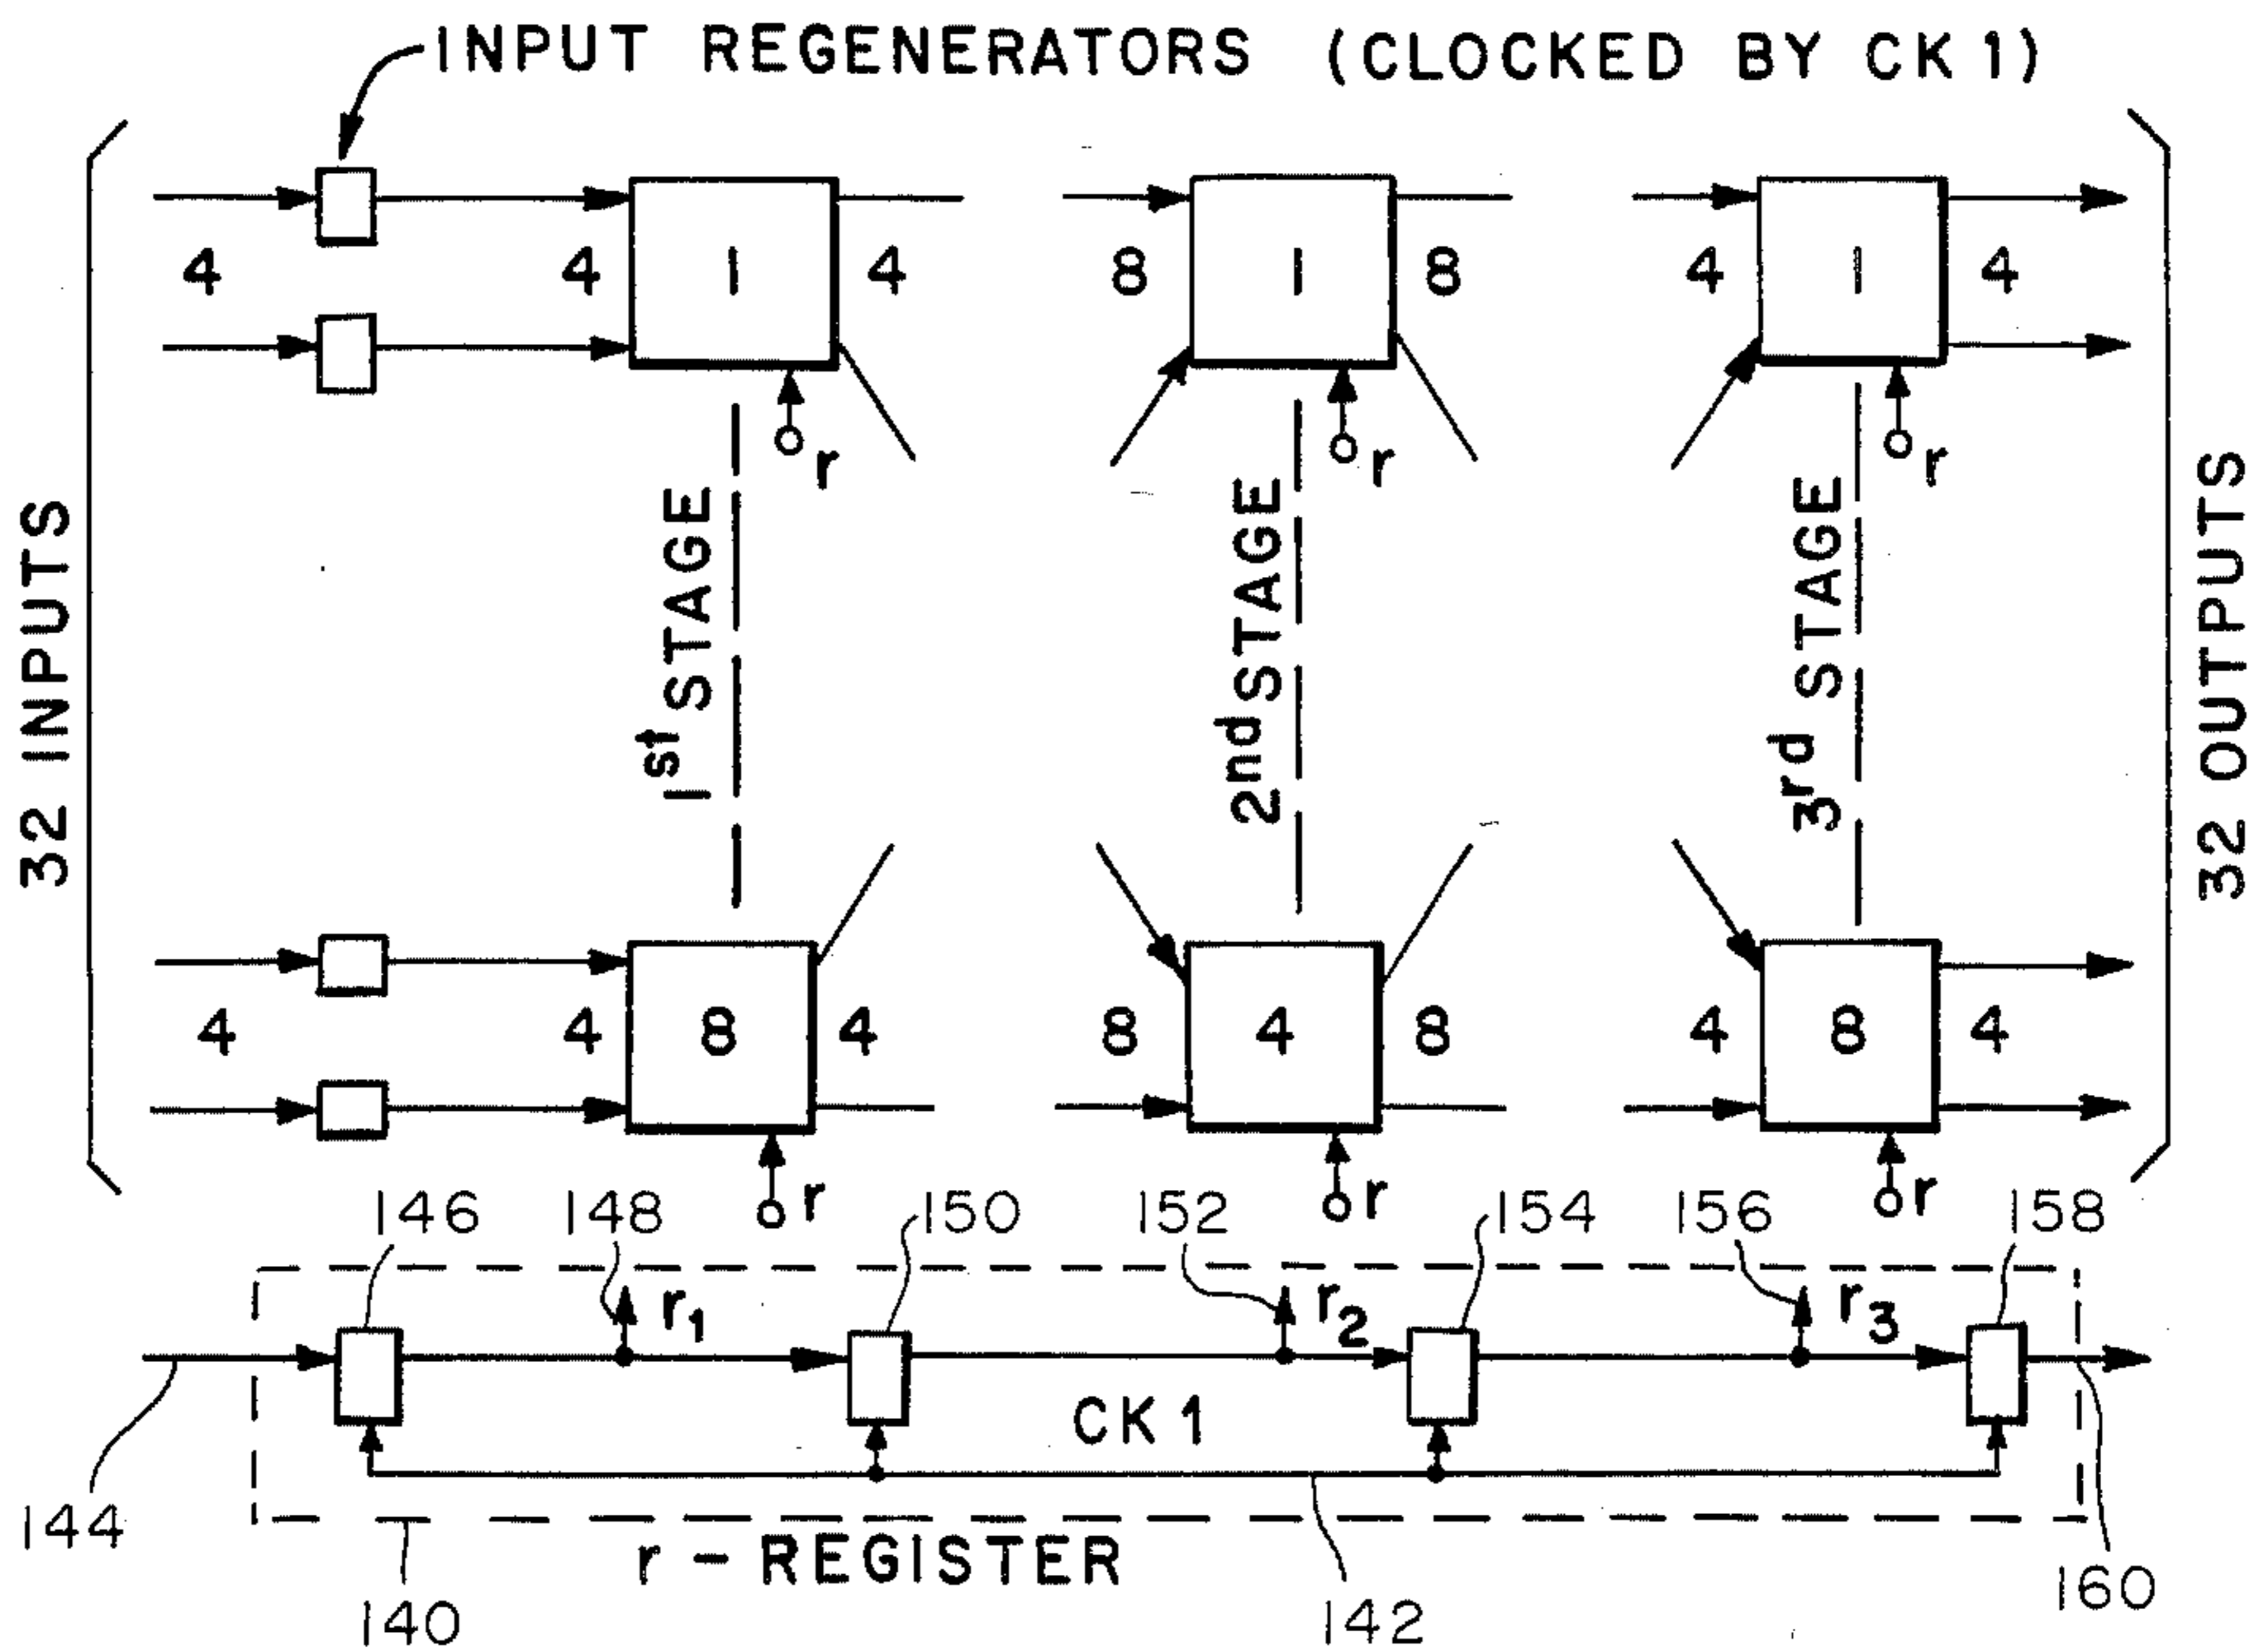 INPUT REGENERATORS (CLOCKED BY CK 1)
32 INPUTS
32 OUTPUTS
4 4 1 4 8 1 8 4 1 4
r r r
1st STAGE
2nd STAGE
3rd STAGE
4 4 8 4 8 4 8 4 8 4
r r r
146 148 150 152 154 156 158
r1 r2 r3
CK 1
144
r - REGISTER
140 142 160